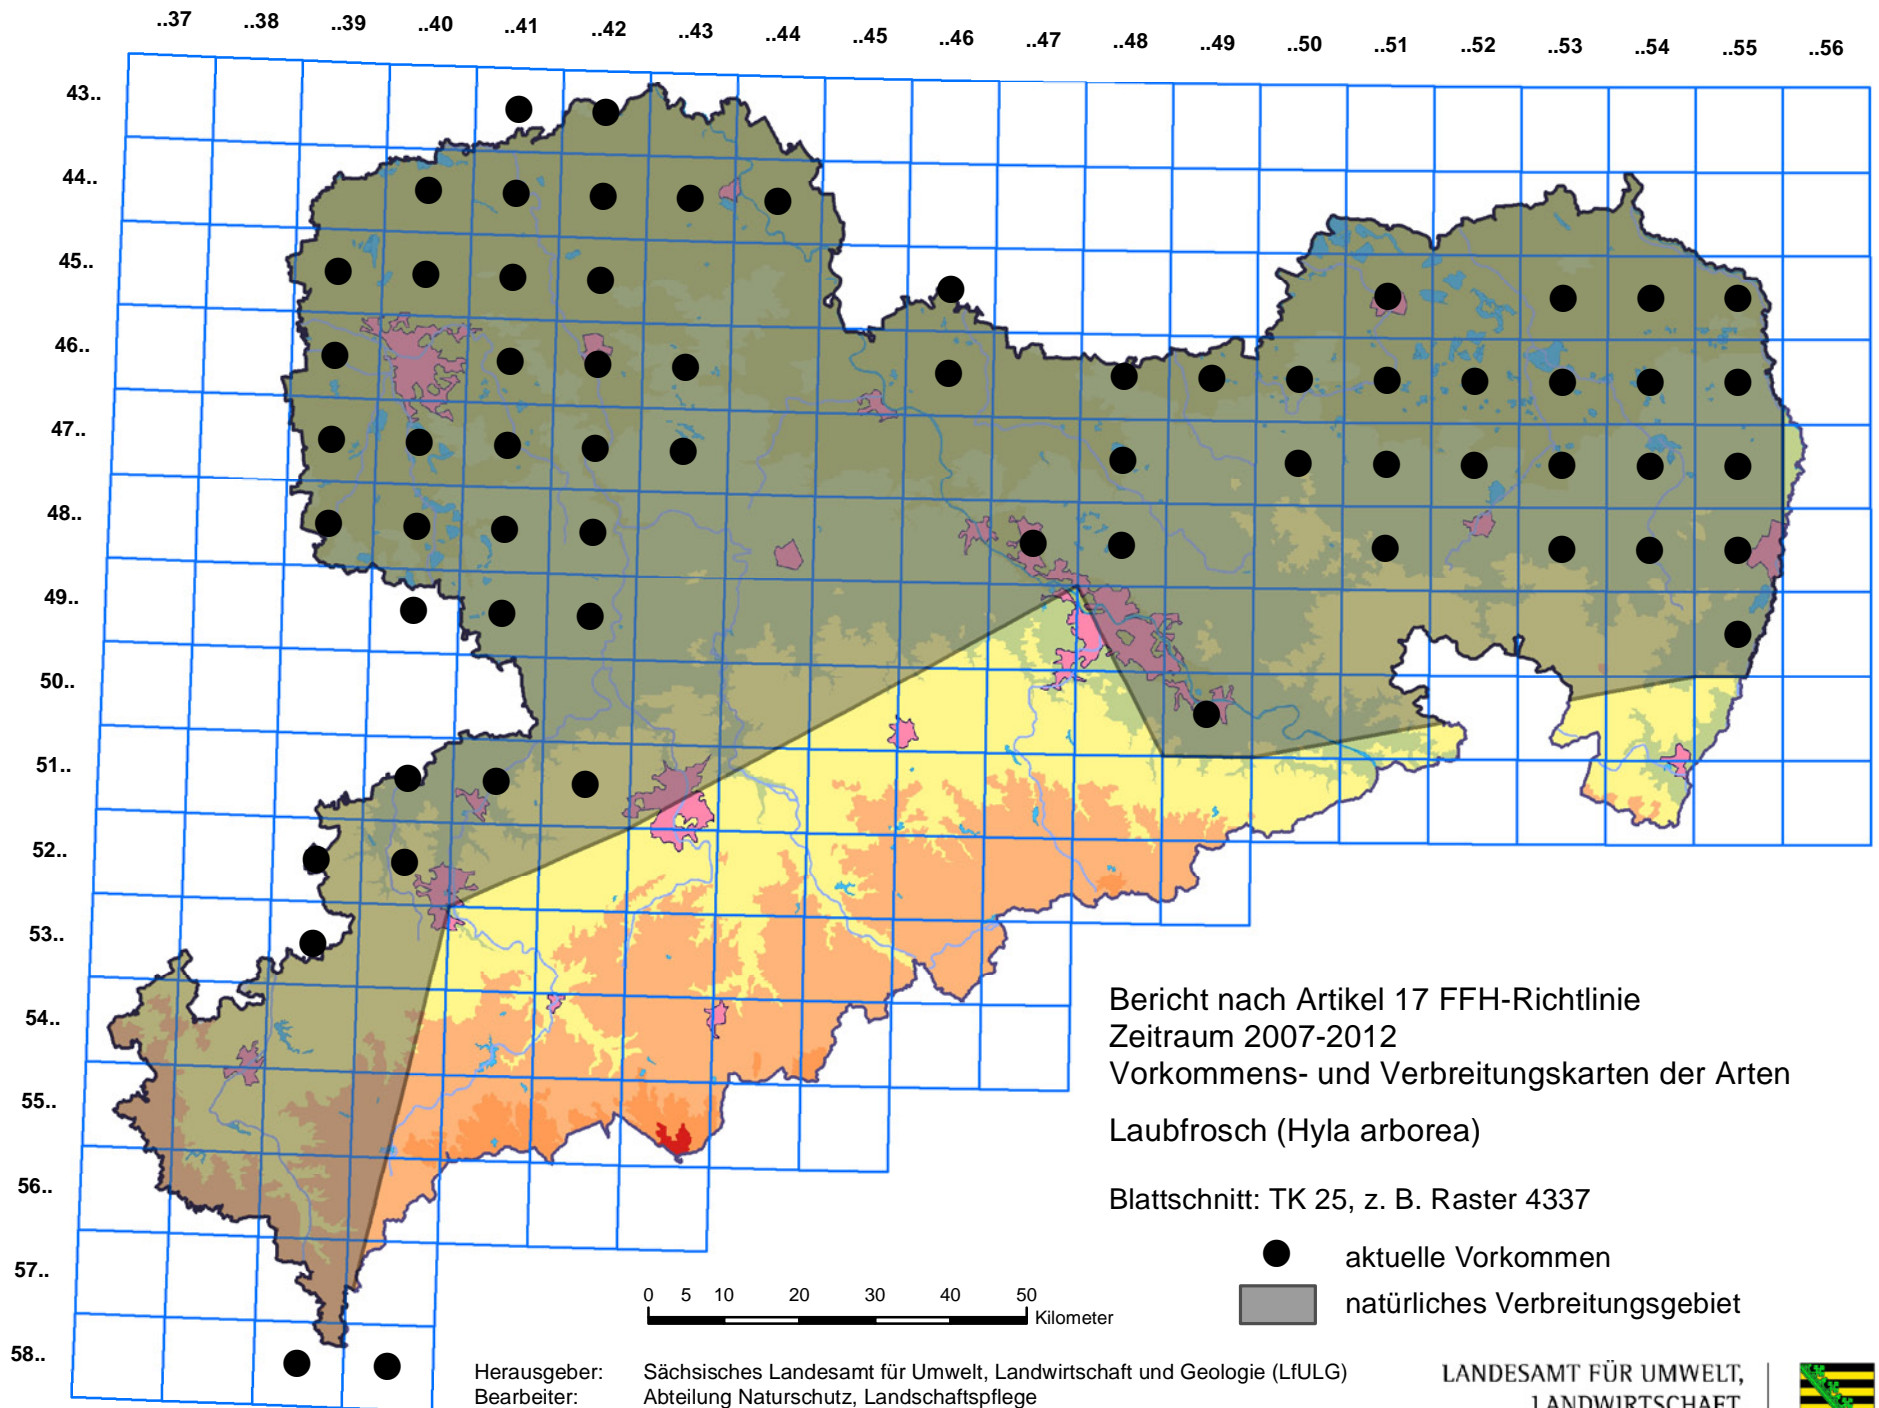 ..37 ..38 ..39 ..40 ..41 ..42 ..43 ..44 ..45 ..46 ..47 ..48 ..49 ..50 ..51 ..52 ..53 ..54 ..55 ..56
43..
44..
45..
46..
47..
48..
49..
50..
51..
52..
53..
54..
55..
56..
57..
58..
Bericht nach Artikel 17 FFH-Richtlinie
Zeitraum 2007-2012
Vorkommens- und Verbreitungskarten der Arten
Laubfrosch (Hyla arborea)
Blattschnitt: TK 25, z. B. Raster 4337
aktuelle Vorkommen
natürliches Verbreitungsgebiet
0 5 10 20 30 40 50
Kilometer
Herausgeber: Sächsisches Landesamt für Umwelt, Landwirtschaft und Geologie (LfULG)
Bearbeiter: Abteilung Naturschutz, Landschaftspflege
LANDESAMT FÜR UMWELT,
LANDWIRTSCHAFT